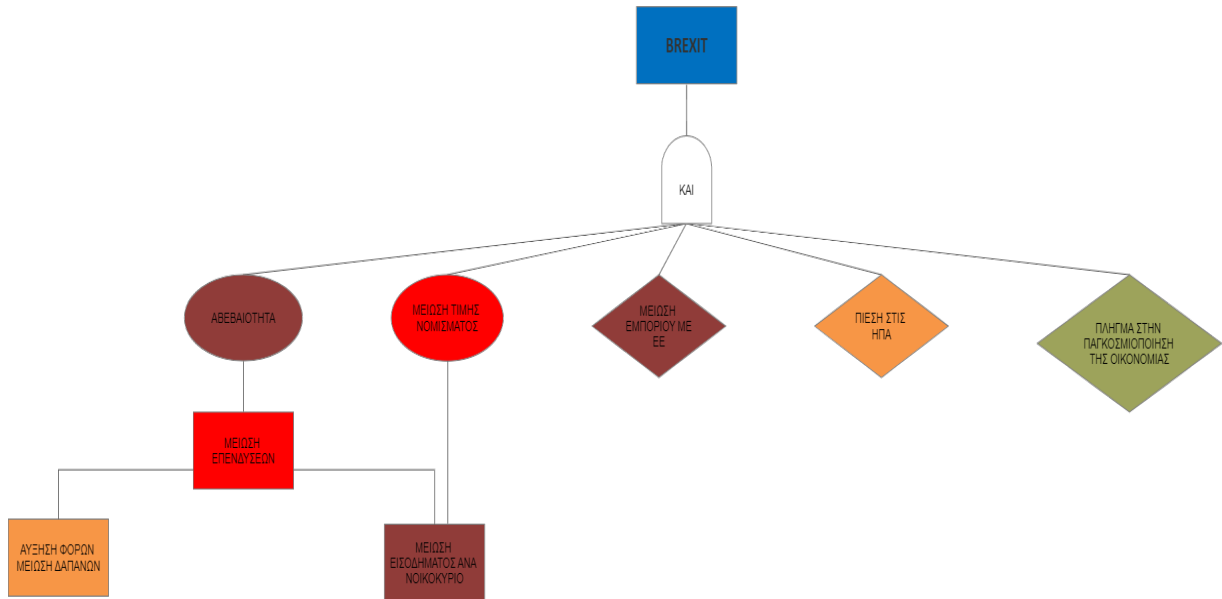 BREXIT
ΚΑΙ
ΑΒΕΒΑΙΟΤΗΤΑ
ΜΕΙΩΣΗ ΤΙΜΗΣ
ΝΟΜΙΣΜΑΤΟΣ
ΜΕΙΩΣΗ
ΕΜΠΟΡΙΟΥ ΜΕ
ΕΕ
ΠΙΕΣΗ ΣΤΙΣ
ΗΠΑ
ΠΛΗΓΜΑ ΣΤΗΝ
ΠΑΓΚΟΣΜΙΟΠΟΙΗΣΗ
ΤΗΣ ΟΙΚΟΝΟΜΙΑΣ
ΜΕΙΩΣΗ
ΕΠΕΝΔΥΣΕΩΝ
ΑΥΞΗΣΗ ΦΟΡΩΝ
ΜΕΙΩΣΗ ΔΑΠΑΝΩΝ
ΜΕΙΩΣΗ
ΕΙΣΟΔΗΜΑΤΟΣ ΑΝΑ
ΝΟΙΚΟΚΥΡΙΟ